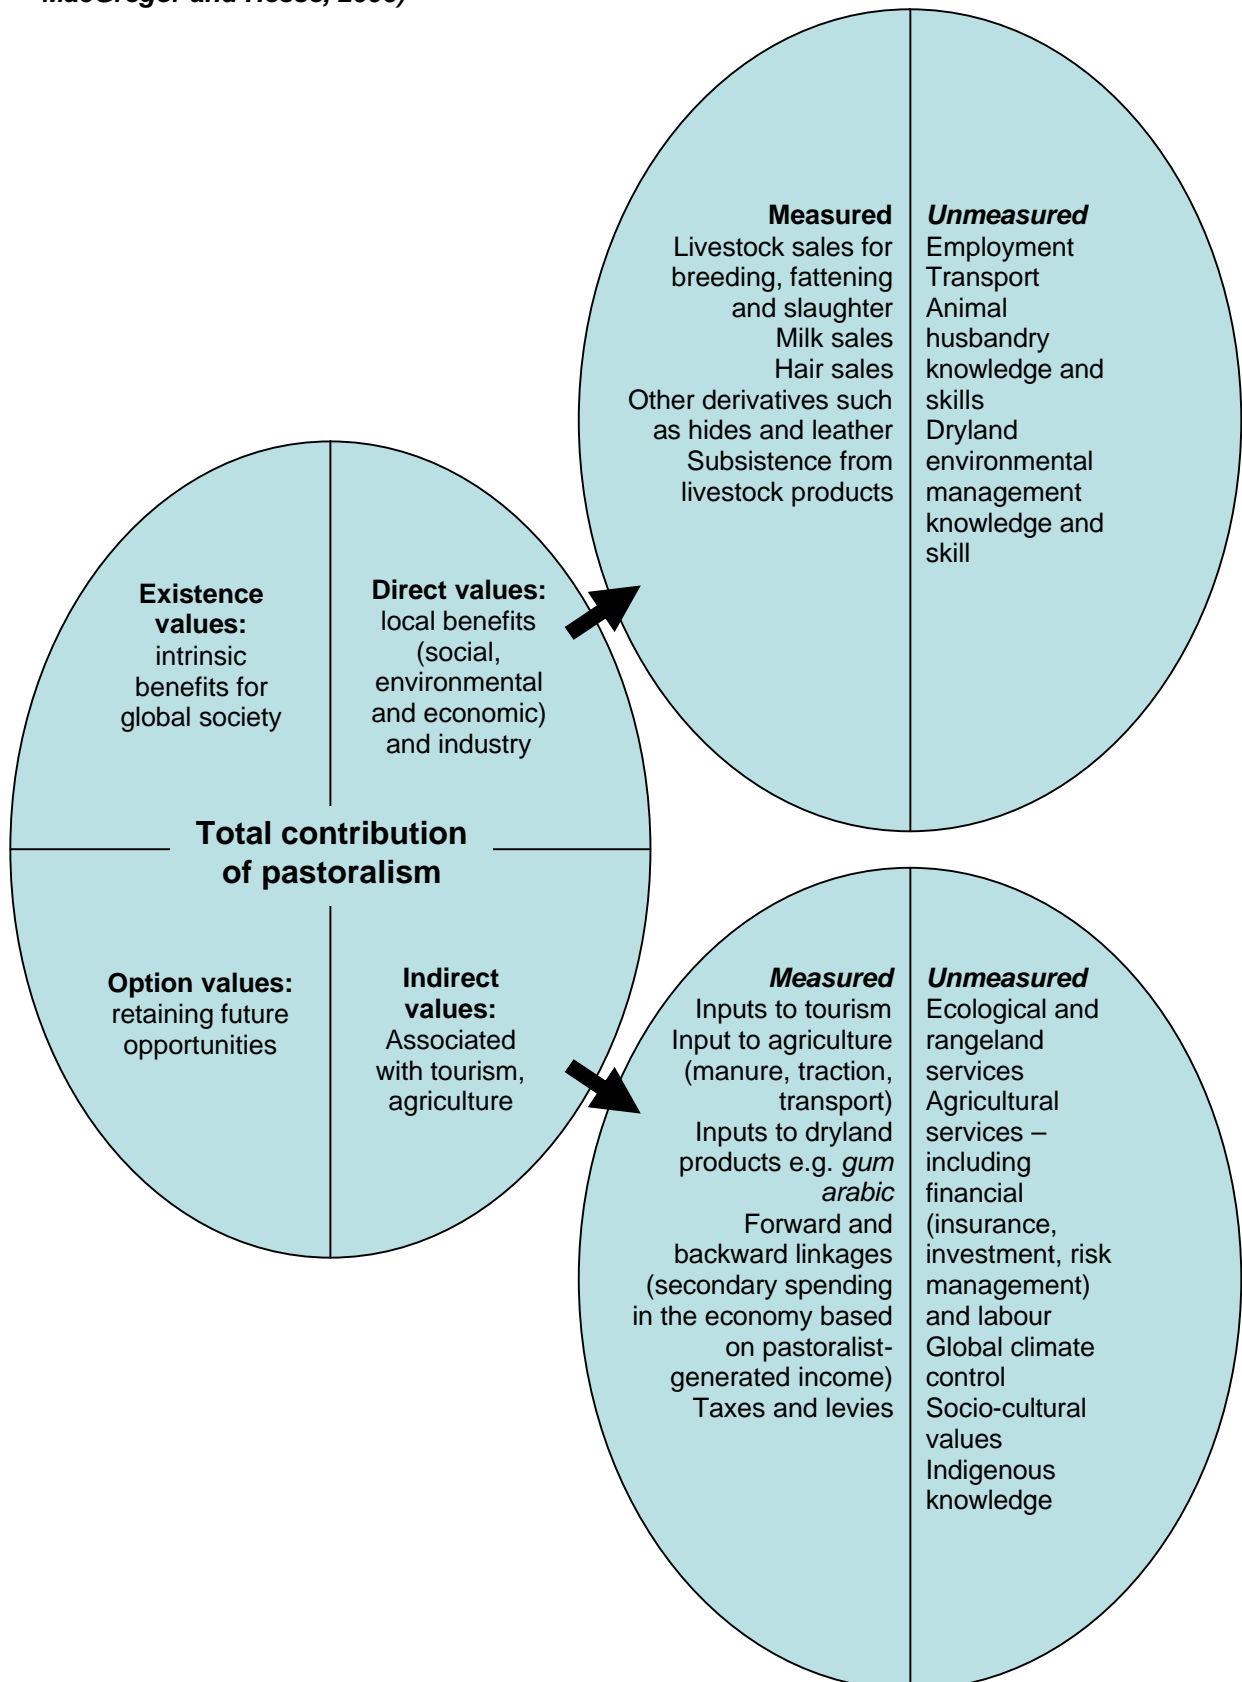 Measured
Livestock sales for
breeding, fattening
and slaughter
Milk sales
Hair sales
Other derivatives such
as hides and leather
Subsistence from
livestock products
Unmeasured
Employment
Transport
Animal
husbandry
knowledge and
skills
Dryland
environmental
management
knowledge and
skill
Existence
values:
intrinsic
benefits for
global society
Direct values:
local benefits
(social,
environmental
and economic)
and industry
Total contribution
of pastoralism
Option values:
retaining future
opportunities
Indirect
values:
Associated
with tourism,
agriculture
Measured
Inputs to tourism
Input to agriculture
(manure, traction,
transport)
Inputs to dryland
products e.g. gum
arabic
Forward and
backward linkages
(secondary spending
in the economy based
on pastoralist-
generated income)
Taxes and levies
Unmeasured
Ecological and
rangeland
services
Agricultural
services –
including
financial
(insurance,
investment, risk
management)
and labour
Global climate
control
Socio-cultural
values
Indigenous
knowledge